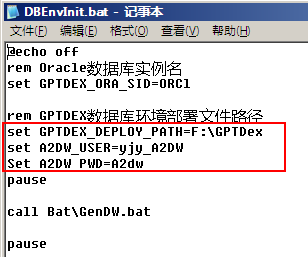 DBEnvInit.bat - 记事本
文件(F) 编辑(E) 格式(O) 查看(V) 帮助(H)
@echo off
rem Oracle数据库实例名
set GPTDEX_ORA_SID=ORCl
rem GPTDEX数据库环境部署文件路径
set GPTDEX_DEPLOY_PATH=F:\GPTDex
set A2DW_USER=yjy_A2DW
Set A2DW_PWD=A2dw
pause
call Bat\GenDW.bat
pause